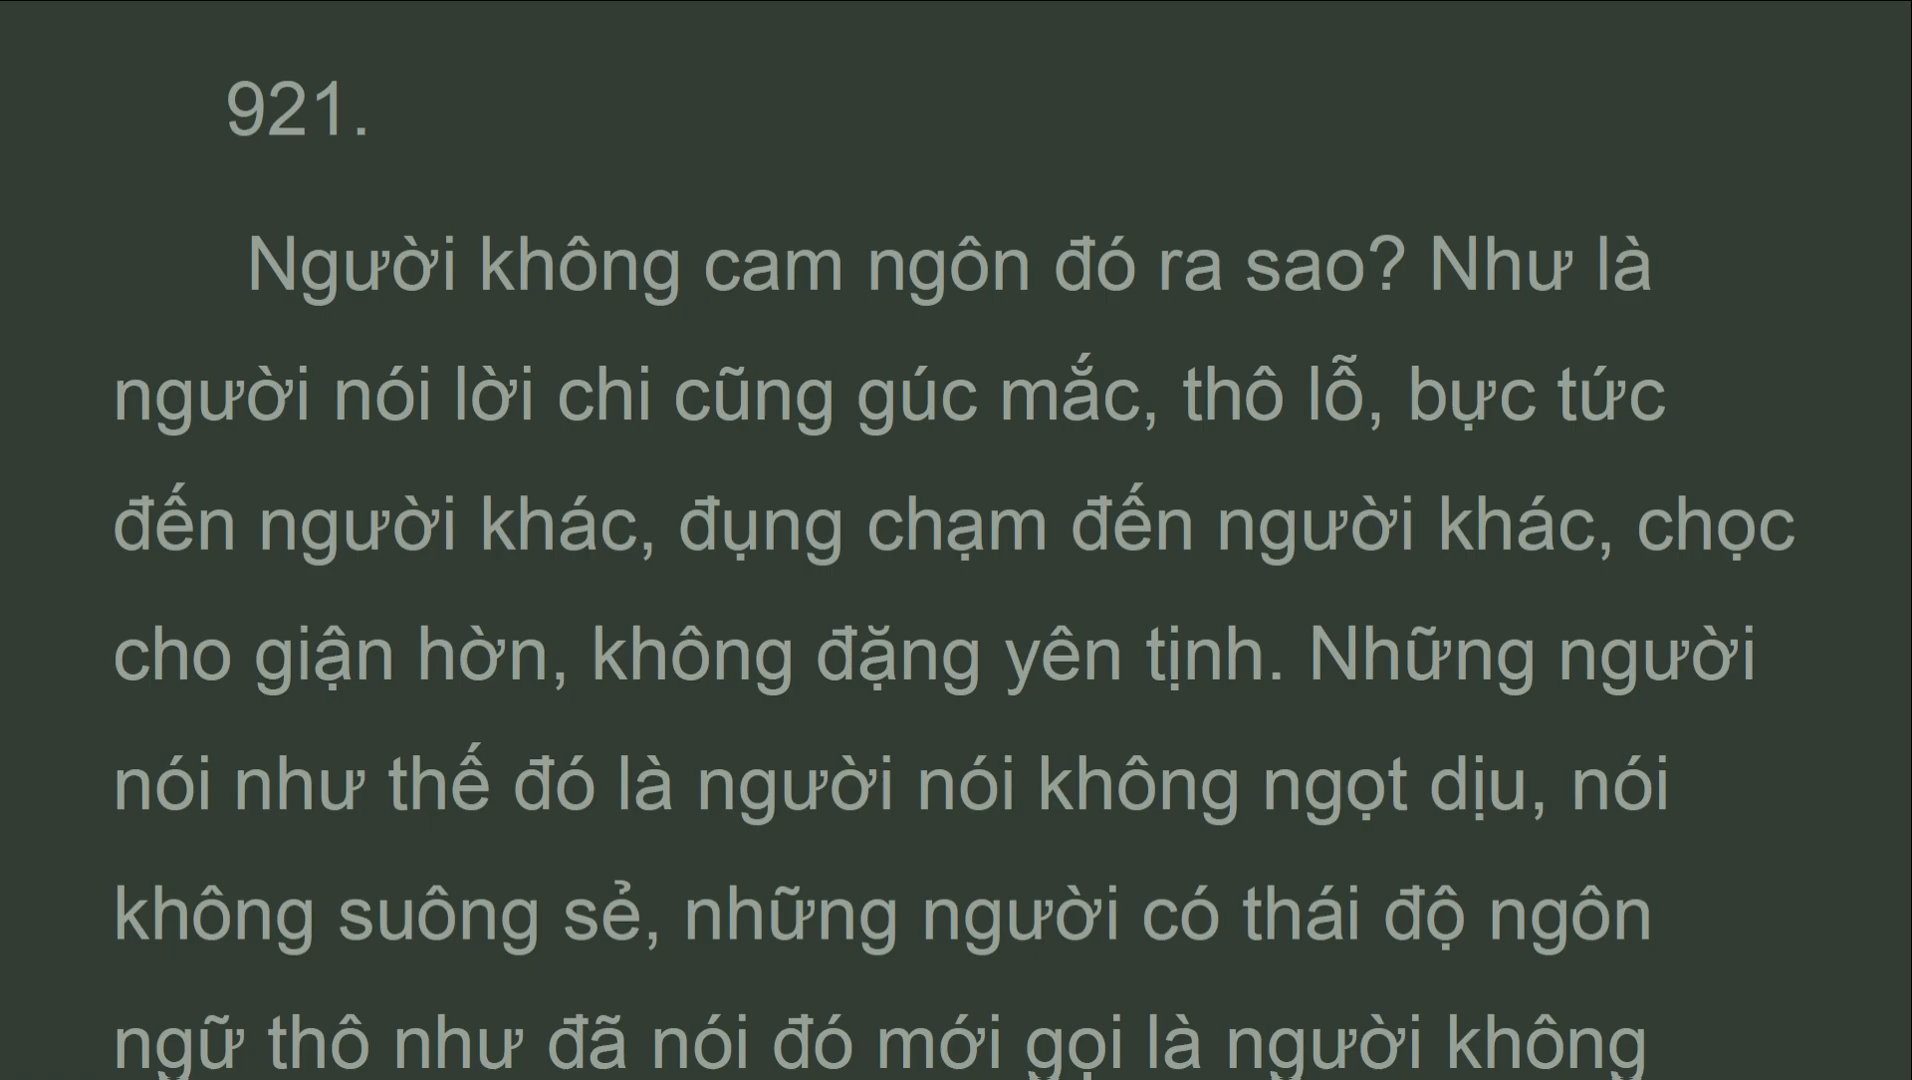 921.
Người không cam ngôn đó ra sao? Như là
người nói lời chi cũng gúc mắc, thô lỗ, bực tức
đến người khác, đụng chạm đến người khác, chọc
cho giận hờn, không đặng yên tịnh. Những người
nói như thế đó là người nói không ngọt dịu, nói
không suông sẻ, những người có thái độ ngôn
ngữ thô như đã nói đó mới gọi là người không